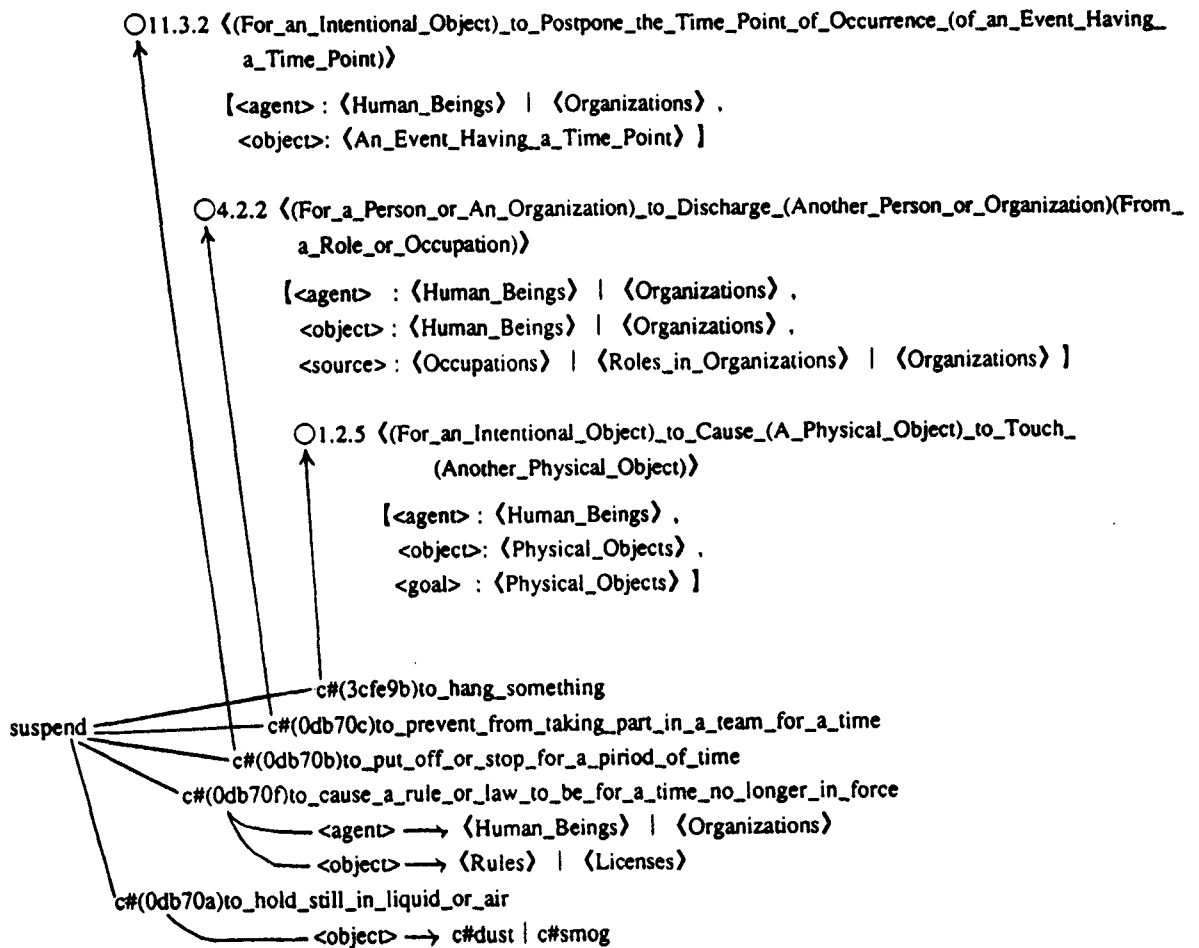 ○11.3.2 《(For_an_Intentional_Object)_to_Postpone_the_Time_Point_of_Occurrence_(of_an_Event_Having_
a_Time_Point)》
【<agent> : 《Human_Beings》 | 《Organizations》 ,
<object>: 《An_Event_Having_a_Time_Point》 】
○4.2.2 《(For_a_Person_or_An_Organization)_to_Discharge_(Another_Person_or_Organization)(From_
a_Role_or_Occupation)》
【<agent> : 《Human_Beings》 | 《Organizations》 ,
<object> : 《Human_Beings》 | 《Organizations》 ,
<source> : 《Occupations》 | 《Roles_in_Organizations》 | 《Organizations》 】
○1.2.5 《(For_an_Intentional_Object)_to_Cause_(A_Physical_Object)_to_Touch_
(Another_Physical_Object)》
【<agent> : 《Human_Beings》 ,
<object>: 《Physical_Objects》 ,
<goal> : 《Physical_Objects》 】
c#(3cfe9b)to_hang_something
suspend c#(0db70c)to_prevent_from_taking_part_in_a_team_for_a_time
c#(0db70b)to_put_off_or_stop_for_a_piriod_of_time
c#(0db70f)to_cause_a_rule_or_law_to_be_for_a_time_no_longer_in_force
<agent> → 《Human_Beings》 | 《Organizations》
<object> → 《Rules》 | 《Licenses》
c#(0db70a)to_hold_still_in_liquid_or_air
<object> → c#dust | c#smog